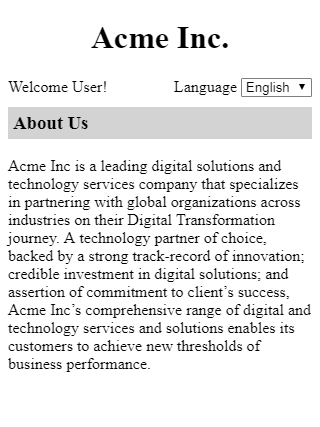 Acme Inc.
Welcome User! Language English
About Us
Acme Inc is a leading digital solutions and
technology services company that specializes
in partnering with global organizations across
industries on their Digital Transformation
journey. A technology partner of choice,
backed by a strong track-record of innovation;
credible investment in digital solutions; and
assertion of commitment to client’s success,
Acme Inc’s comprehensive range of digital and
technology services and solutions enables its
customers to achieve new thresholds of
business performance.